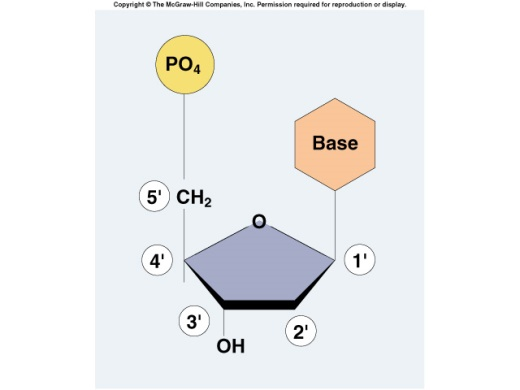 Copyright © The McGraw-Hill Companies, Inc. Permission required for reproduction or display.
PO₄
Base
5' CH₂
O
4'
1'
3'
2'
OH